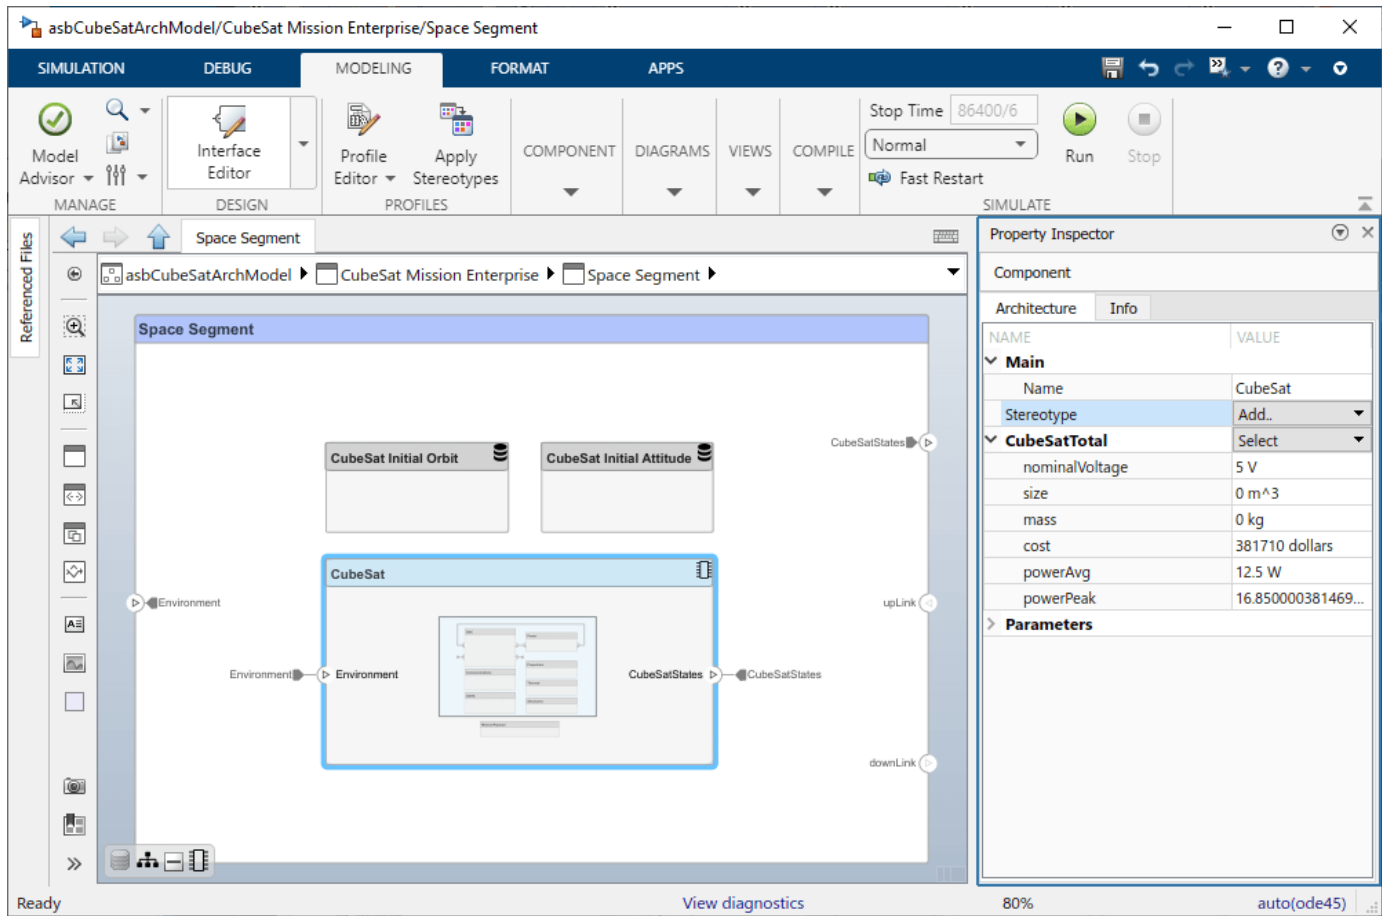 asbCubeSatArchModel/CubeSat Mission Enterprise/Space Segment
SIMULATION DEBUG MODELING FORMAT APPS
Model Advisor
Interface Editor
Profile Editor
Apply Stereotypes
COMPONENT
DIAGRAMS
VIEWS
COMPILE
Stop Time 86400/6
Normal
Fast Restart
Run
Stop
MANAGE DESIGN PROFILES SIMULATE
Referenced Files
Space Segment
asbCubeSatArchModel CubeSat Mission Enterprise Space Segment
Space Segment
CubeSat Initial Orbit
CubeSat Initial Attitude
CubeSatStates
CubeSat
Environment
upLink
Environment
Environment
CubeSatStates
CubeSatStates
downLink
Property Inspector
Component
Architecture Info
NAME VALUE
Main
Name CubeSat
Stereotype Add..
CubeSatTotal Select
nominalVoltage 5 V
size 0 m^3
mass 0 kg
cost 381710 dollars
powerAvg 12.5 W
powerPeak 16.850000381469...
Parameters
Ready View diagnostics 80% auto(ode45)